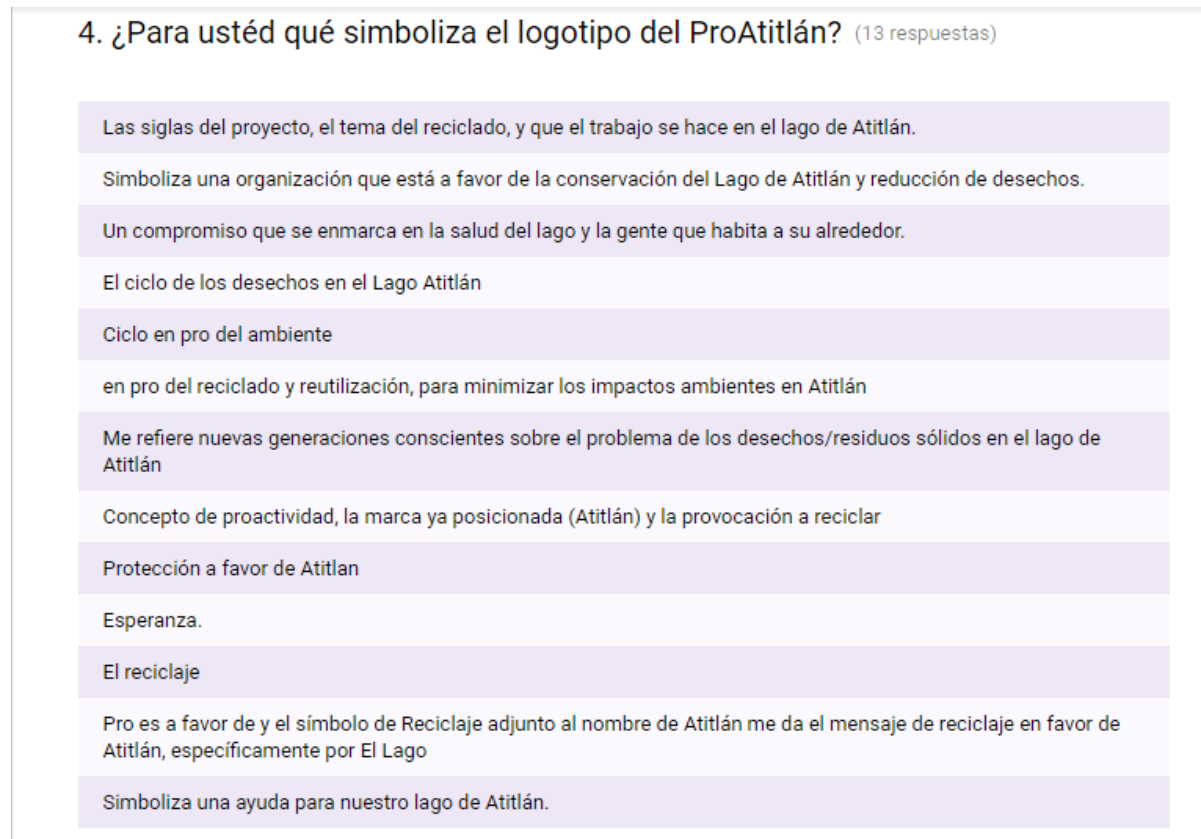 4. ¿Para ustéd qué simboliza el logotipo del ProAtitlán? (13 respuestas)
Las siglas del proyecto, el tema del reciclado, y que el trabajo se hace en el lago de Atitlán.
Simboliza una organización que está a favor de la conservación del Lago de Atitlán y reducción de desechos.
Un compromiso que se enmarca en la salud del lago y la gente que habita a su alrededor.
El ciclo de los desechos en el Lago Atitlán
Ciclo en pro del ambiente
en pro del reciclado y reutilización, para minimizar los impactos ambientes en Atitlán
Me refiere nuevas generaciones conscientes sobre el problema de los desechos/residuos sólidos en el lago de
Atitlán
Concepto de proactividad, la marca ya posicionada (Atitlán) y la provocación a reciclar
Protección a favor de Atitlan
Esperanza.
El reciclaje
Pro es a favor de y el símbolo de Reciclaje adjunto al nombre de Atitlán me da el mensaje de reciclaje en favor de
Atitlán, específicamente por El Lago
Simboliza una ayuda para nuestro lago de Atitlán.